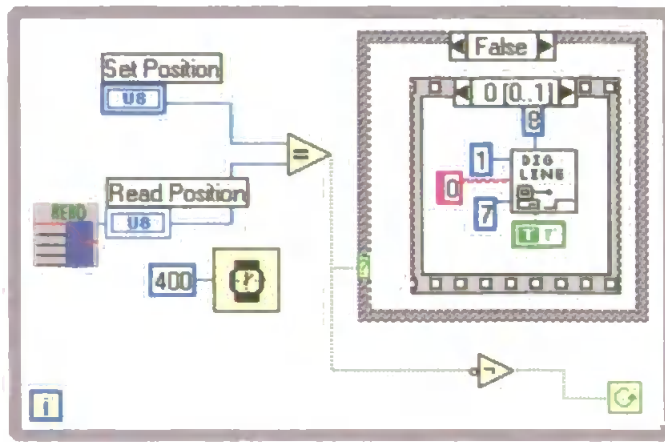 False
Set Position
U8
0 [0..1]
8
=
1
DIG
LINE
Read Position
0
U8
7
400
T
i